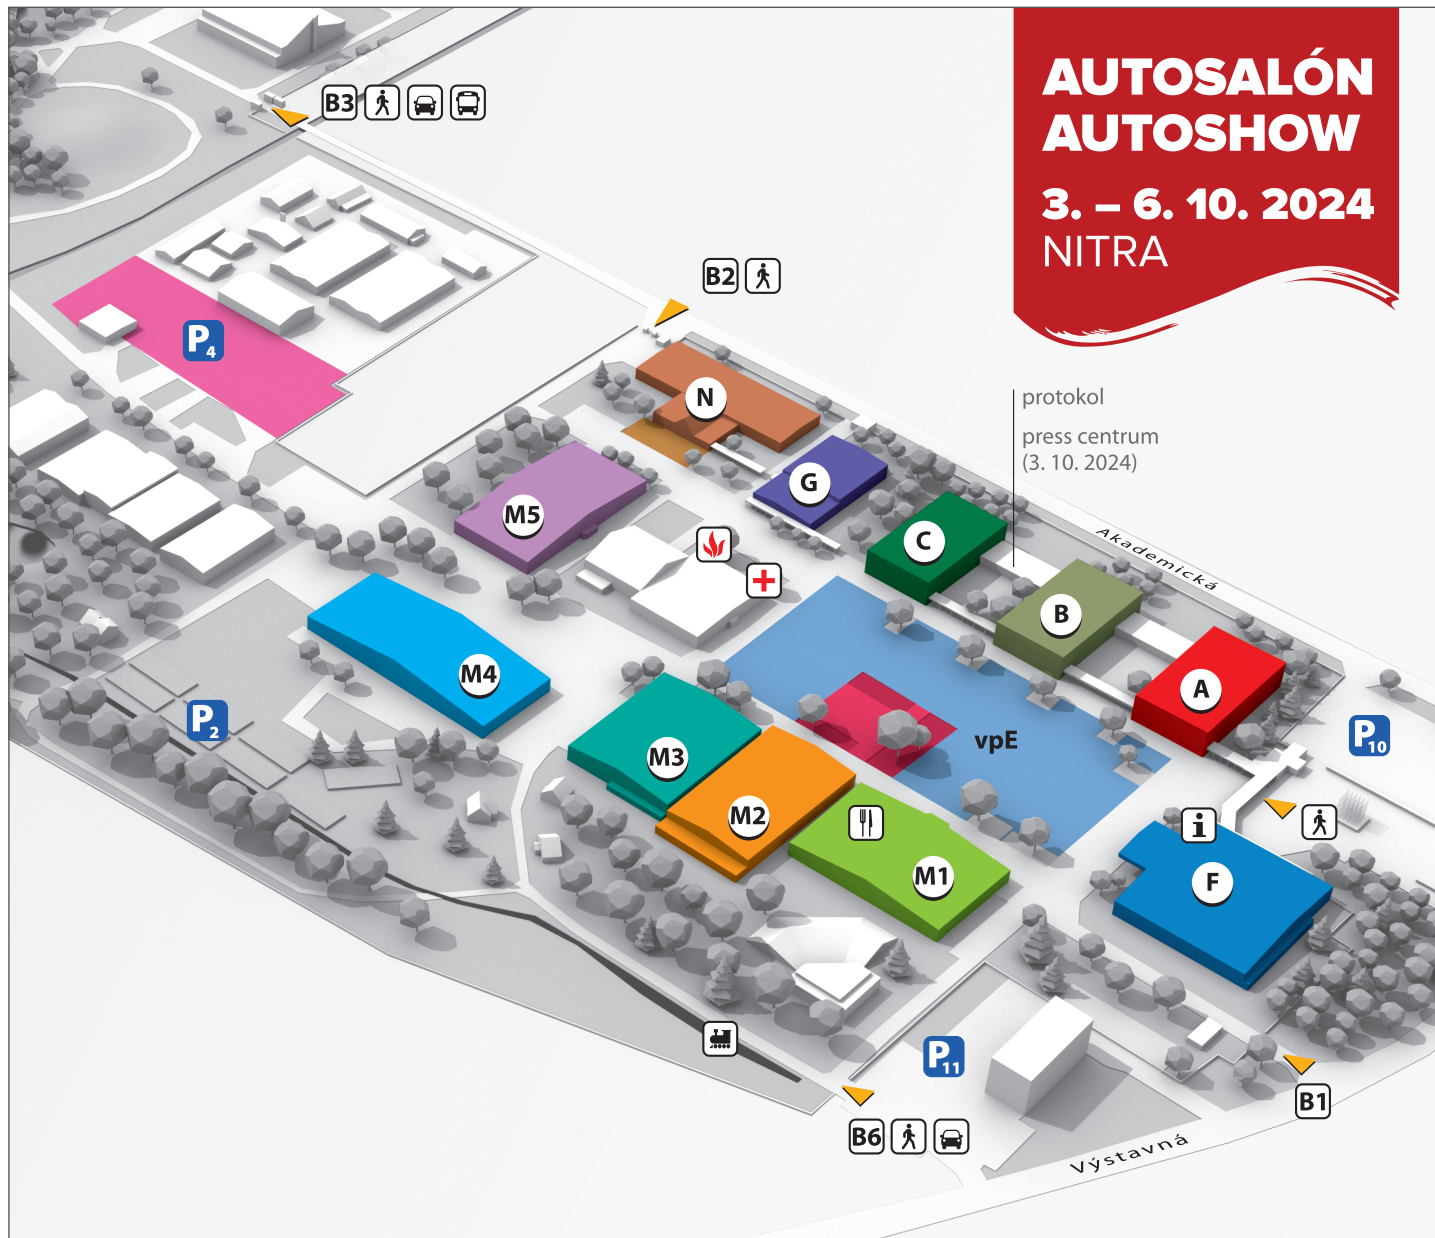 AUTOSALÓN
AUTOSHOW
3. – 6. 10. 2024
NITRA
B3
B2
P4
protokol
press centrum
(3. 10. 2024)
N
G
M5
C
Akademická
B
M4
A
P2
M3
vpE
P10
M2
M1
i
F
P11
B1
B6
Výstavná